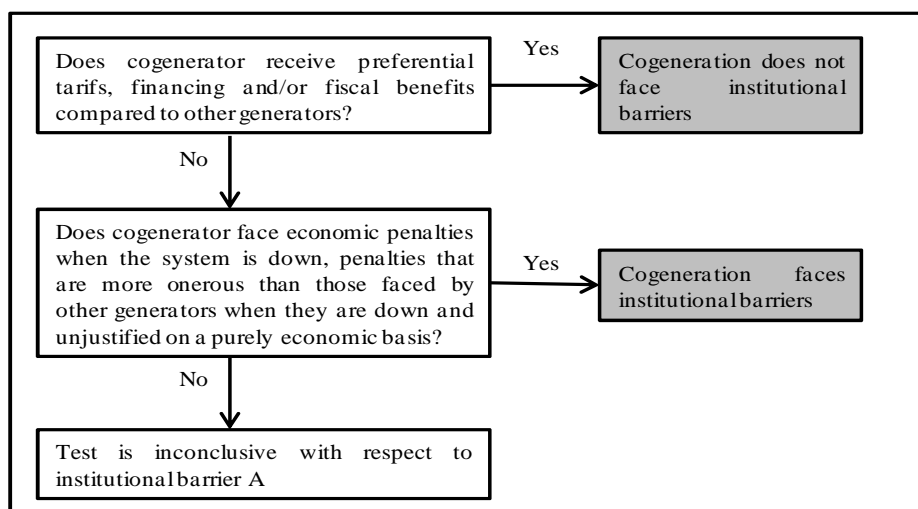 Does cogenerator receive preferential
tarifs, financing and/or fiscal benefits
compared to other generators?
Yes
Cogeneration does not
face institutional
barriers
No
Does cogenerator face economic penalties
when the system is down, penalties that
are more onerous than those faced by
other generators when they are down and
unjustified on a purely economic basis?
Yes
Cogeneration faces
institutional barriers
No
Test is inconclusive with respect to
institutional barrier A